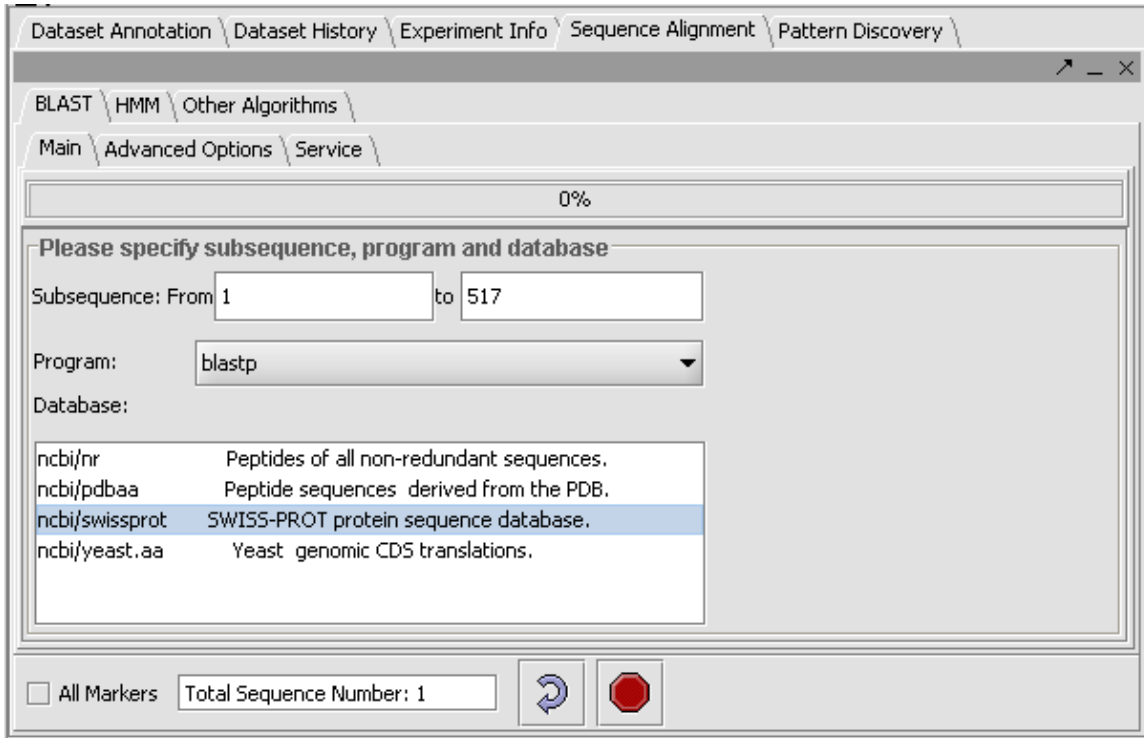 Dataset Annotation Dataset History Experiment Info Sequence Alignment Pattern Discovery
BLAST HMM Other Algorithms
Main Advanced Options Service
0%
Please specify subsequence, program and database
Subsequence: From 1 to 517
Program: blastp
Database:
ncbi/nr Peptides of all non-redundant sequences.
ncbi/pdbaa Peptide sequences derived from the PDB.
ncbi/swissprot SWISS-PROT protein sequence database.
ncbi/yeast.aa Yeast genomic CDS translations.
All Markers Total Sequence Number: 1